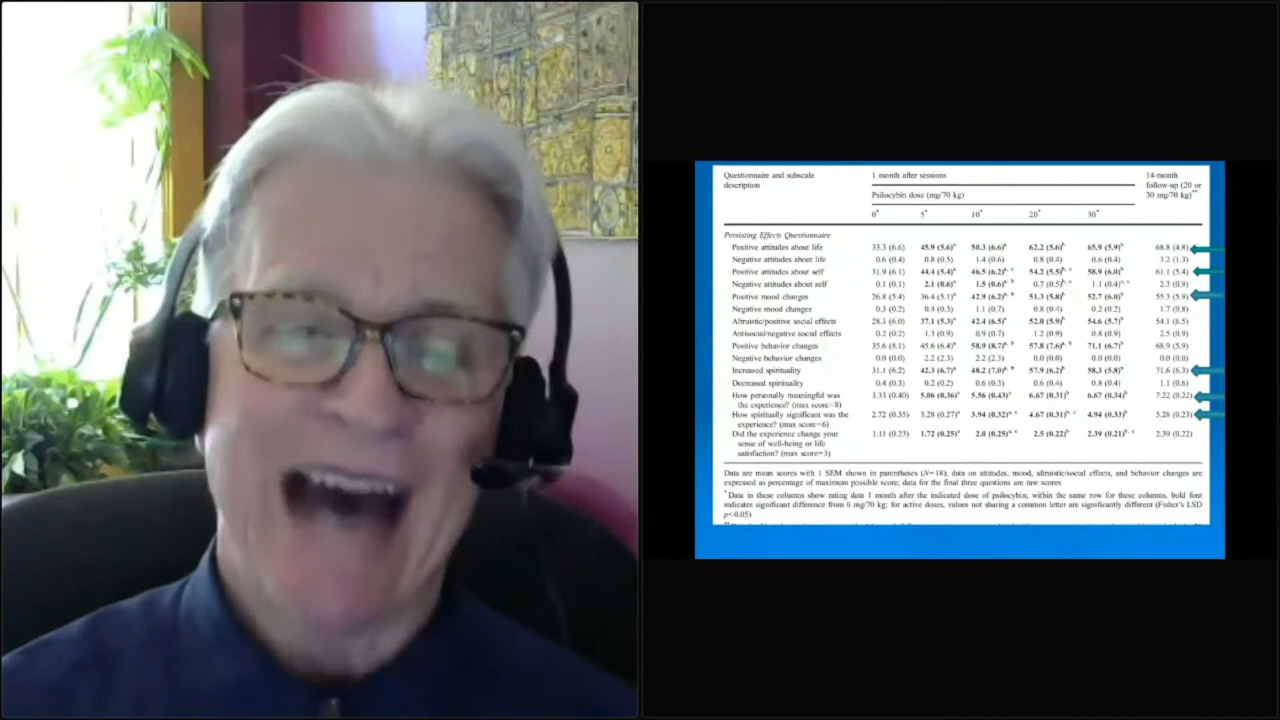 Questionnaire and subscale
description
1 month after sessions
14-month
follow-up (20 or
30 mg/70 kg)**
Psilocybin dose (mg/70 kg)
0* 5* 10* 20* 30*
Persisting Effects Questionnaire
Positive attitudes about life 33.3 (6.6) 45.9 (5.6)a 50.3 (6.6)a 62.2 (5.6)b 65.9 (5.9)b 68.8 (4.8)
Negative attitudes about life 0.6 (0.4) 0.8 (0.5) 1.4 (0.6) 0.8 (0.4) 0.6 (0.4) 3.2 (1.3)
Positive attitudes about self 31.9 (6.1) 44.4 (5.4)a 46.5 (6.2)a, c 54.2 (5.5)b, c 58.9 (6.0)b 61.1 (5.4)
Negative attitudes about self 0.1 (0.1) 2.1 (0.6)a 1.5 (0.6)a, b 0.7 (0.5)b, c 1.1 (0.4)a, c 2.3 (0.9)
Positive mood changes 26.8 (5.4) 36.4 (5.1) 42.9 (6.2)a, b 51.3 (5.8)b 52.7 (6.0)b 55.3 (5.9)
Negative mood changes 0.3 (0.2) 0.4 (0.3) 1.1 (0.7) 0.8 (0.4) 0.2 (0.2) 1.7 (0.8)
Altruistic/positive social effects 28.3 (6.0) 37.1 (5.3)a 42.4 (6.5)a 52.0 (5.9)b 54.6 (5.7)b 54.1 (6.5)
Antisocial/negative social effects 0.2 (0.2) 1.3 (0.9) 0.9 (0.7) 1.2 (0.9) 0.8 (0.9) 2.5 (0.9)
Positive behavior changes 35.6 (8.1) 45.6 (6.4)a 58.9 (8.7)a, b 57.8 (7.6)a, b 71.1 (6.7)b 68.9 (5.9)
Negative behavior changes 0.0 (0.0) 2.2 (2.3) 2.2 (2.3) 0.0 (0.0) 0.0 (0.0) 0.0 (0.0)
Increased spirituality 31.1 (6.2) 42.3 (6.7)a 48.2 (7.0)a, b 57.9 (6.2)b 58.3 (5.8)b 71.6 (6.3)
Decreased spirituality 0.4 (0.3) 0.2 (0.2) 0.6 (0.3) 0.6 (0.4) 0.8 (0.4) 1.1 (0.6)
How personally meaningful was 3.33 (0.40) 5.06 (0.36)a 5.56 (0.43)a 6.67 (0.31)b 6.67 (0.34)b 7.22 (0.22)
the experience? (max score=8)
How spiritually significant was the 2.72 (0.35) 3.28 (0.27)a 3.94 (0.32)a, c 4.67 (0.31)b, c 4.94 (0.33)b 5.28 (0.23)
experience? (max score=6)
Did the experience change your 1.11 (0.23) 1.72 (0.25)a 2.0 (0.25)a, c 2.5 (0.22)b 2.39 (0.21)b, c 2.39 (0.22)
sense of well-being or life
satisfaction? (max score=3)
Data are mean scores with 1 SEM shown in parentheses (N=18); data on attitudes, mood, altruistic/social effects, and behavior changes are
expressed as percentage of maximum possible score; data for the final three questions are raw scores
*Data in these columns show rating data 1 month after the indicated dose of psilocybin; within the same row for these columns, bold font
indicates significant difference from 0 mg/70 kg; for active doses, values not sharing a common letter are significantly different (Fisher's LSD
p<0.05)